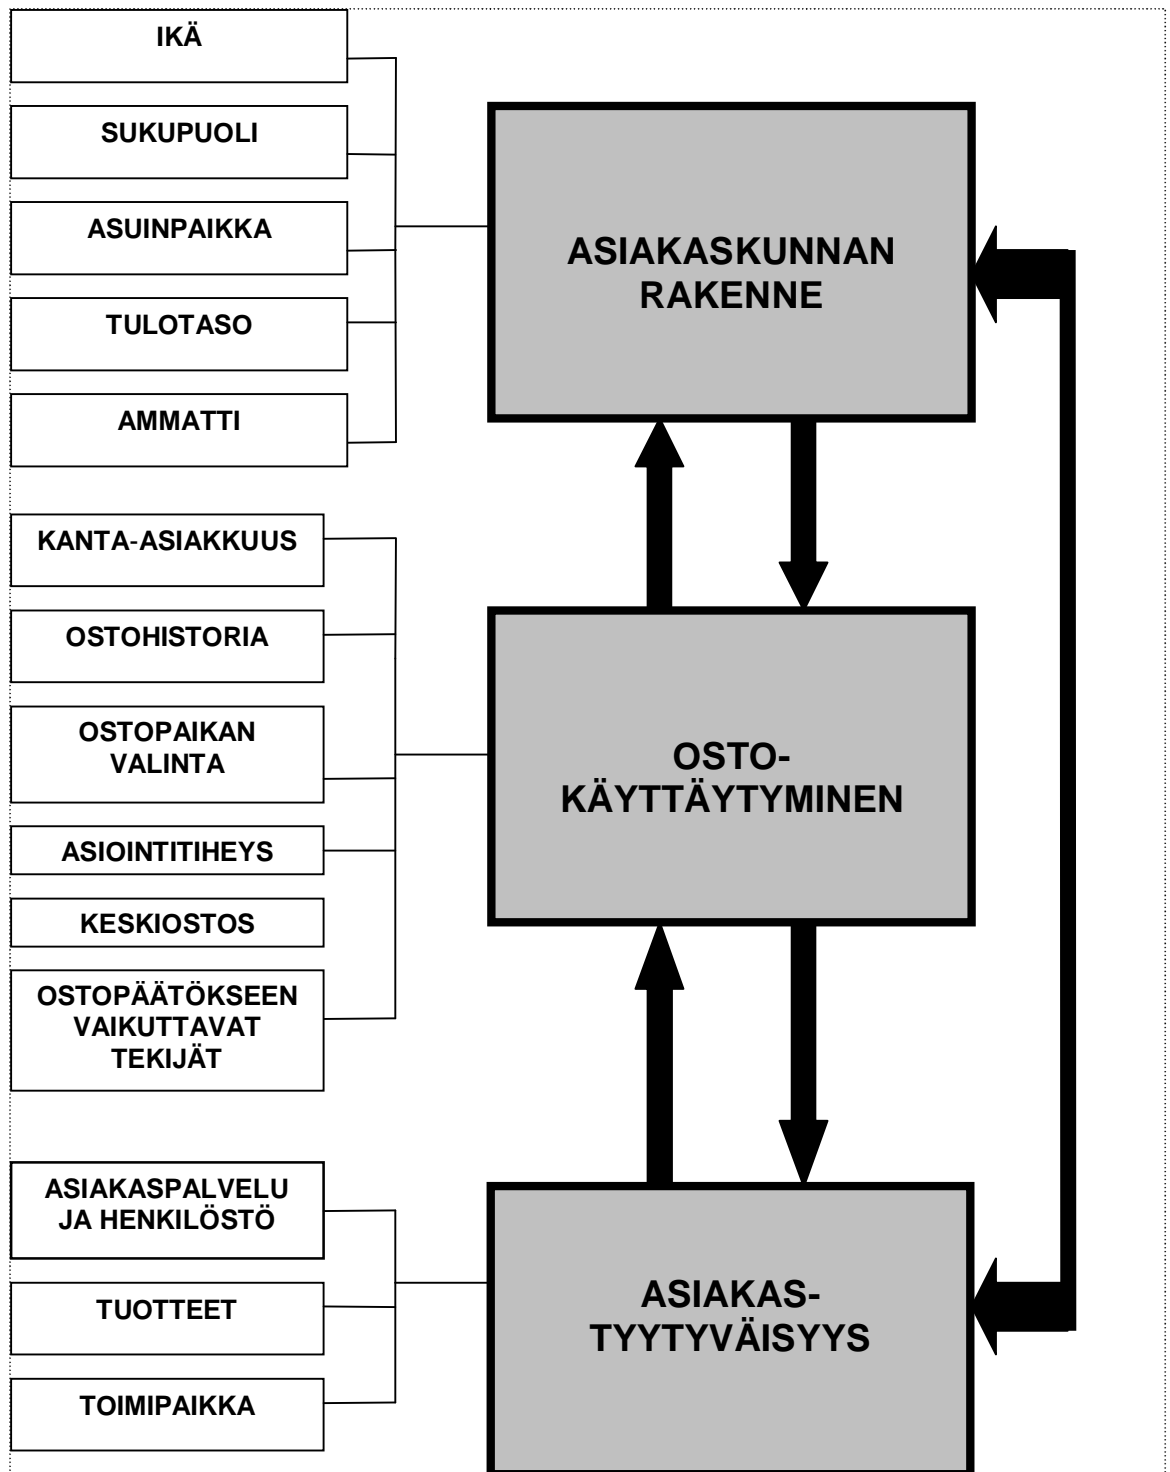 IKÄ
SUKUPUOLI
ASUINPAIKKA
TULOTASO
AMMATTI
ASIAKASKUNNAN
RAKENNE
KANTA-ASIAKKUUS
OSTOHISTORIA
OSTOPAIKAN
VALINTA
ASIOINTITIHEYS
KESKIOSTOS
OSTOPÄÄTÖKSEEN
VAIKUTTAVAT
TEKIJÄT
OSTO-
KÄYTTÄYTYMINEN
ASIAKASPALVELU
JA HENKILÖSTÖ
TUOTTEET
TOIMIPAIKKA
ASIAKAS-
TYYTYVÄISYYS